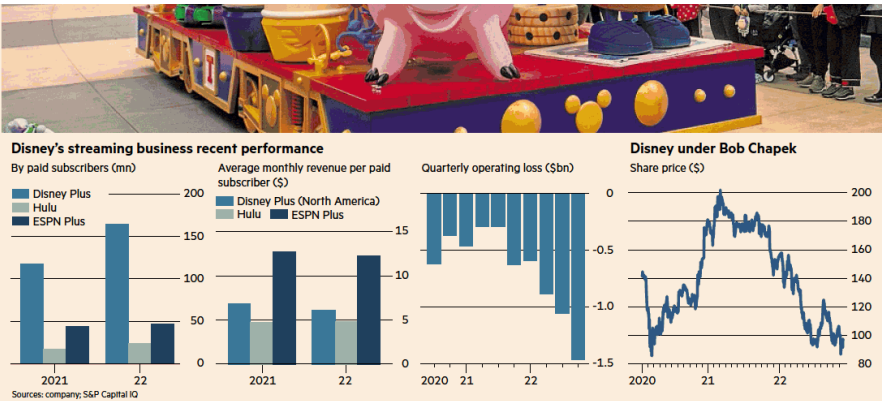 Disney's streaming business recent performance
By paid subscribers (mn)
Disney Plus
Hulu
ESPN Plus
200
150
100
50
0
2021
22
Average monthly revenue per paid
subscriber ($)
Disney Plus (North America)
Hulu
ESPN Plus
15
10
5
0
2021
22
Quarterly operating loss ($bn)
0
-0.5
-1.0
-1.5
2020
21
22
Disney under Bob Chapek
Share price ($)
200
180
160
140
120
100
80
2020
21
22
Sources: company; S&P Capital IQ